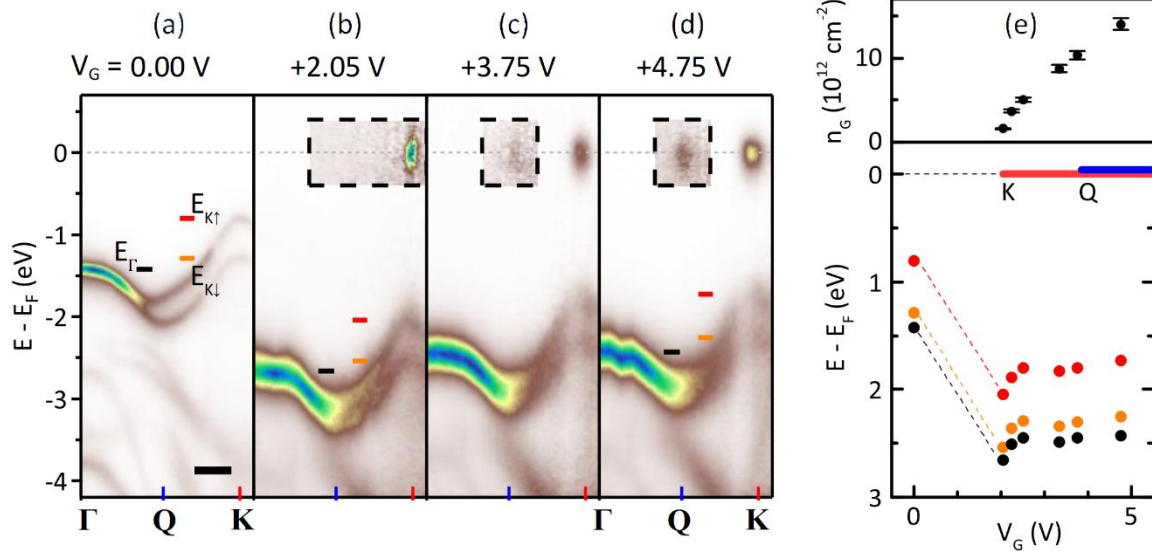 (a) (b) (c) (d) (e)
V_G = 0.00 V +2.05 V +3.75 V +4.75 V
n_G (10^12 cm^-2)
10
0
E - E_F (eV)
0
-1
-2
-3
-4
E_K↑
E_Γ
E_K↓
Γ Q K Γ Q K
0
K Q
E - E_F (eV)
1
2
3
0 5
V_G (V)